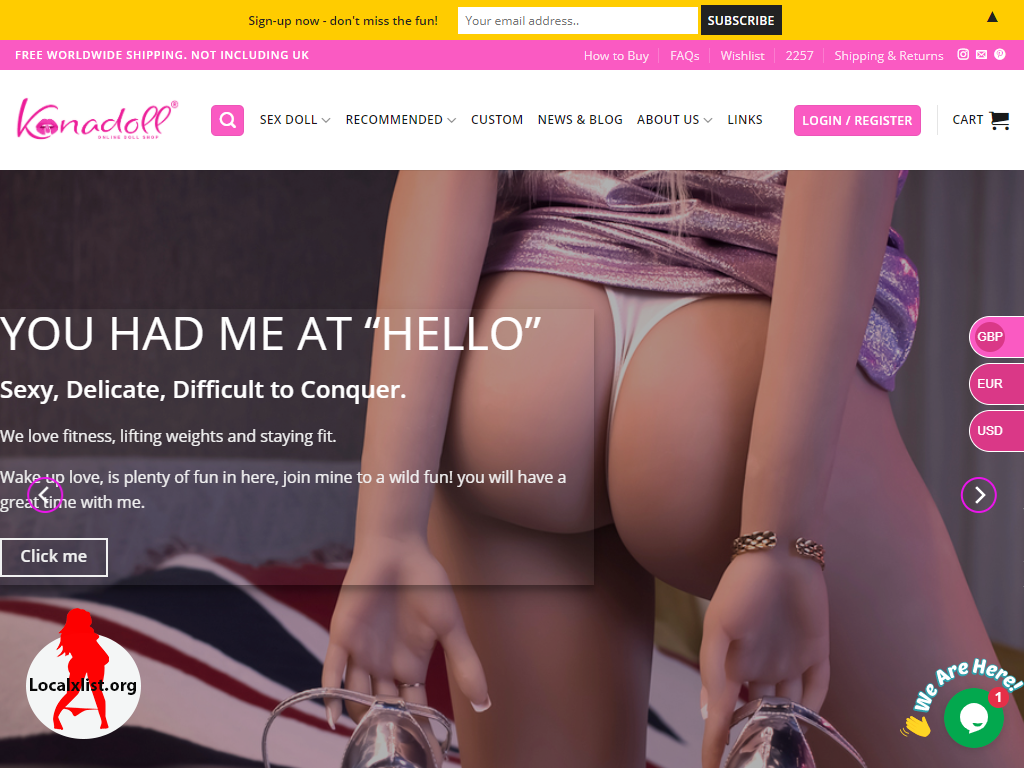 Sign-up now - don't miss the fun!
Your email address..
SUBSCRIBE
▲
FREE WORLDWIDE SHIPPING. NOT INCLUDING UK
How to Buy
FAQs
Wishlist
2257
Shipping & Returns
Kanadoll®
ONLINE DOLL SHOP
SEX DOLL
RECOMMENDED
CUSTOM
NEWS & BLOG
ABOUT US
LINKS
LOGIN / REGISTER
CART
YOU HAD ME AT “HELLO”
Sexy, Delicate, Difficult to Conquer.
We love fitness, lifting weights and staying fit.
Wake up love, is plenty of fun in here, join mine to a wild fun! you will have a
great time with me.
Click me
GBP
EUR
USD
Localxlist.org
We Are Here!
1